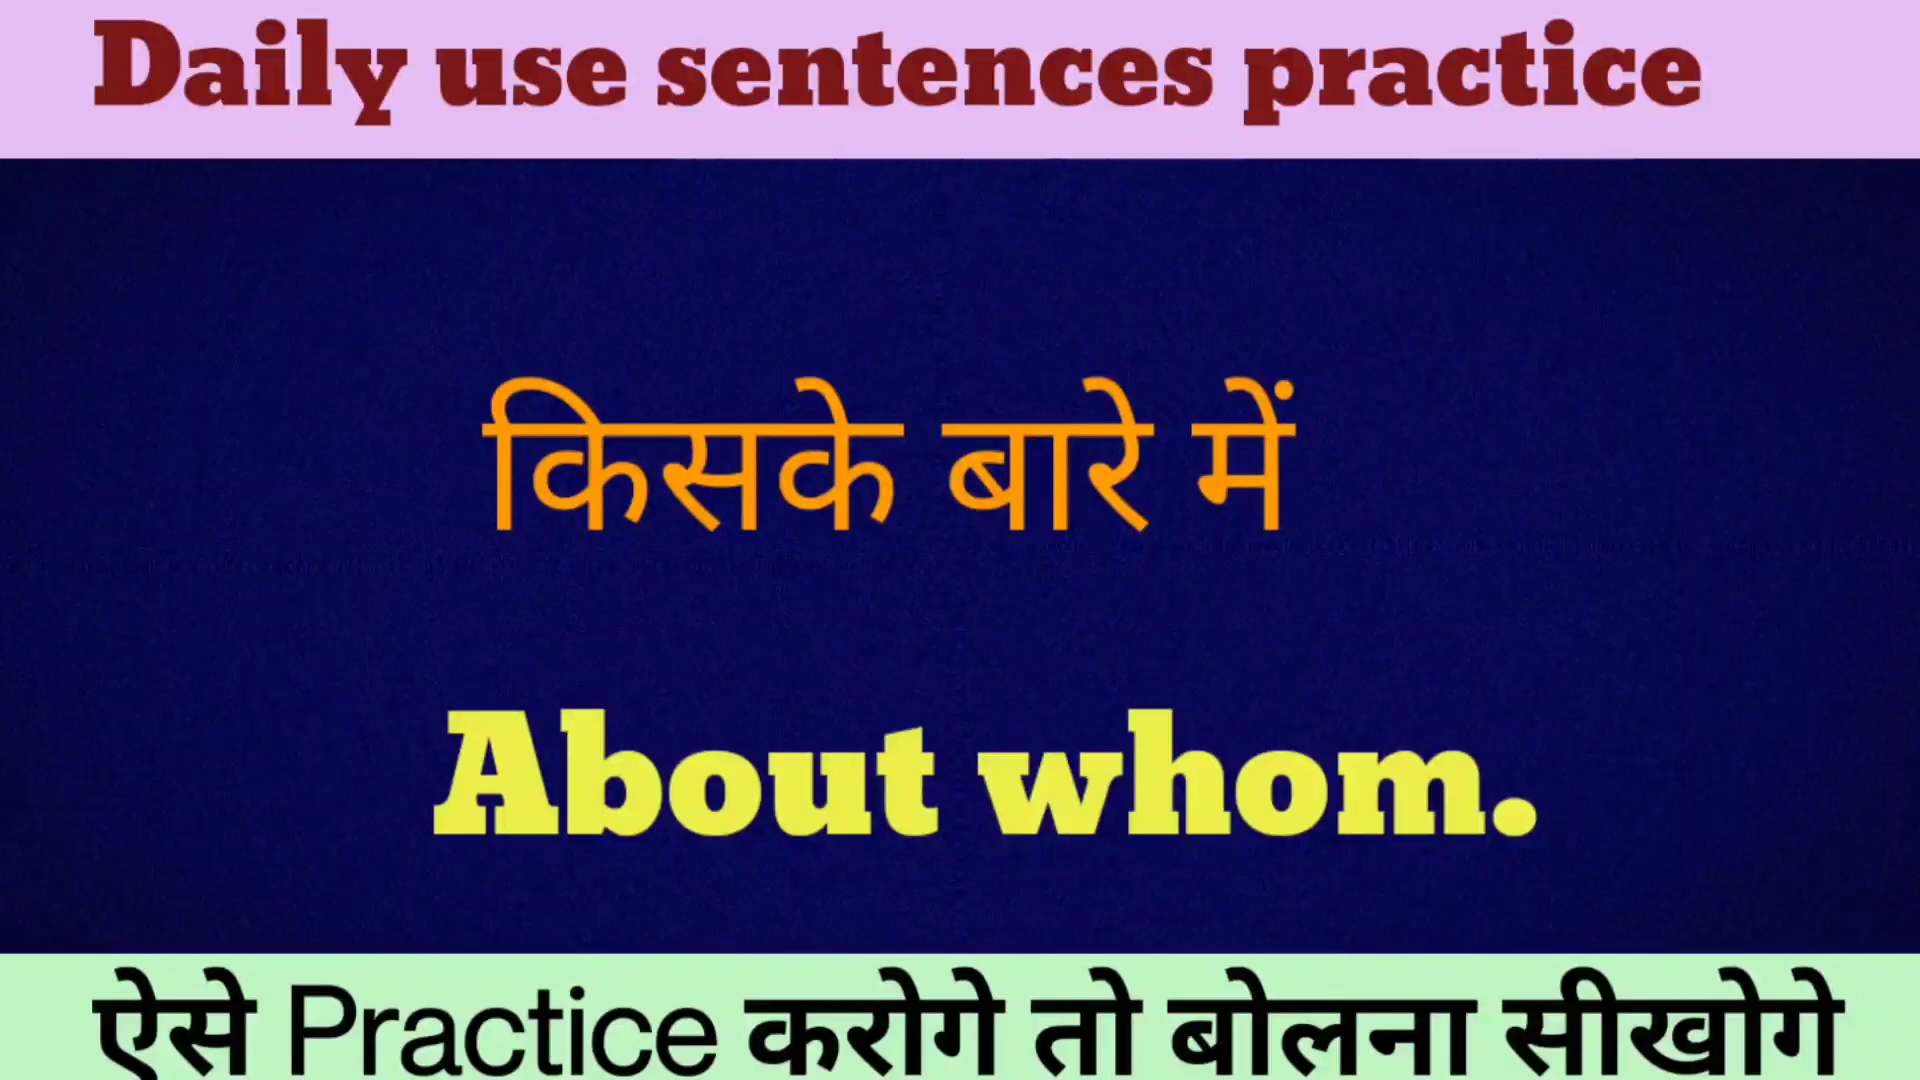 Daily use sentences practice
किसके बारे में
About whom.
ऐसे Practice करोगे तो बोलना सीखोगे